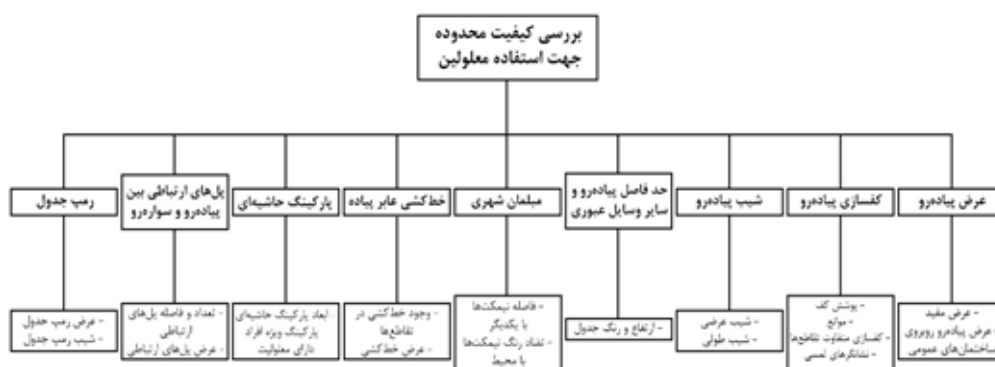 بررسی کیفیت محدوده
جهت استفاده معلولین
عرض پیاده‌رو
کفسازی پیاده‌رو
شیب پیاده‌رو
حد فاصل پیاده‌رو و
سایر وسایل عبوری
مبلمان شهری
خط‌کشی عابر پیاده
پارکینگ حاشیه‌ای
پل‌های ارتباطی بین
پیاده‌رو و سواره‌رو
رمپ جدول
- عرض مفید
- عرض پیاده‌رو روبروی
ساختمان‌های عمومی
- پوشش کف
- موانع
- کفسازی متفاوت تقاطع‌ها
- نشانگرهای لمسی
- شیب عرضی
- شیب طولی
- ارتفاع و رنگ جدول
- فاصله نیمکت‌ها
با یکدیگر
- تضاد رنگ نیمکت‌ها
با محیط
- وجود خط‌کشی در
تقاطع‌ها
- عرض خط‌کشی
ابعاد پارکینگ حاشیه‌ای
پارکینگ ویژه افراد
دارای معلولیت
- تعداد و فاصله پل‌های
ارتباطی
- عرض پل‌های ارتباطی
- عرض رمپ جدول
- شیب رمپ جدول